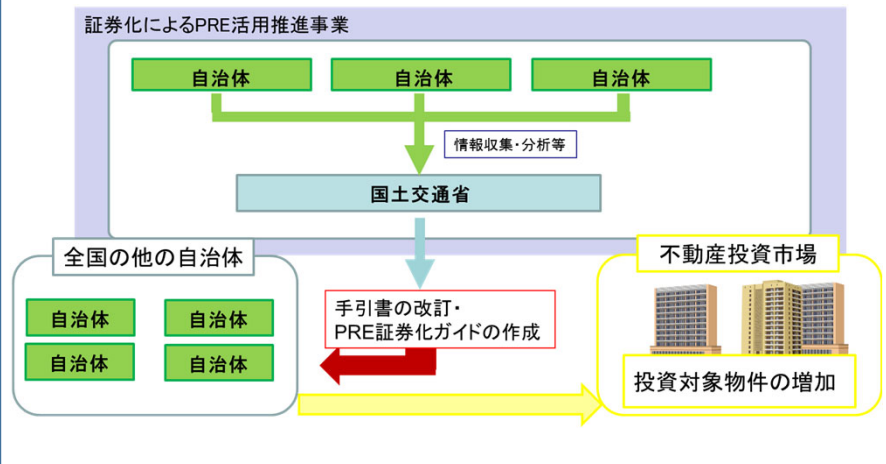 証券化によるPRE活用推進事業
自治体
自治体
自治体
情報収集・分析等
国土交通省
全国の他の自治体
不動産投資市場
自治体
自治体
自治体
自治体
手引書の改訂・
PRE証券化ガイドの作成
投資対象物件の増加